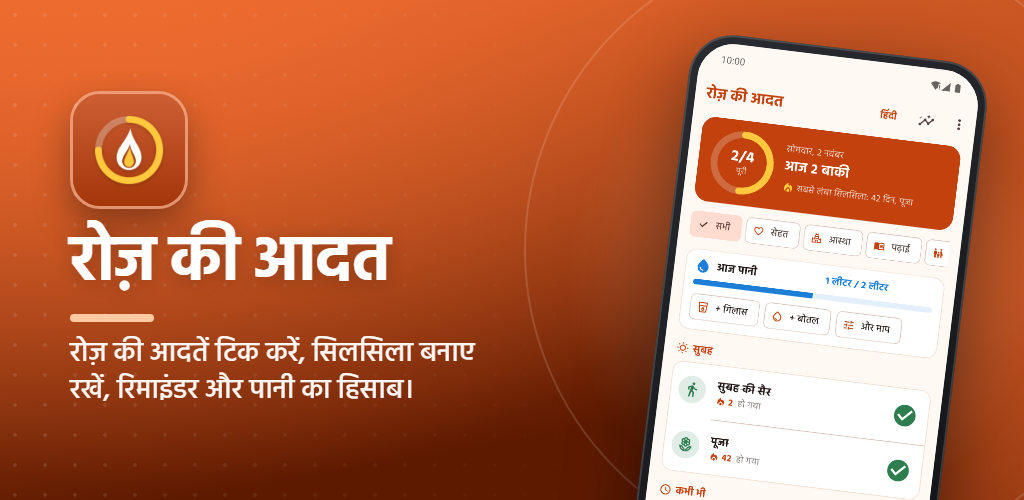 रोज़ की आदत
रोज़ की आदतें टिक करें, सिलसिला बनाए
रखें, रिमाइंडर और पानी का हिसाब।
10:00
रोज़ की आदत
हिंदी
2/4
पूरी
सोमवार, 2 नवंबर
आज 2 बाकी
सबसे लंबा सिलसिला: 42 दिन, पूजा
सभी
सेहत
आस्था
पढ़ाई
आज पानी
1 लीटर / 2 लीटर
+ गिलास
+ बोतल
और माप
सुबह
सुबह की सैर
2 हो गया
पूजा
42 हो गया
कभी भी